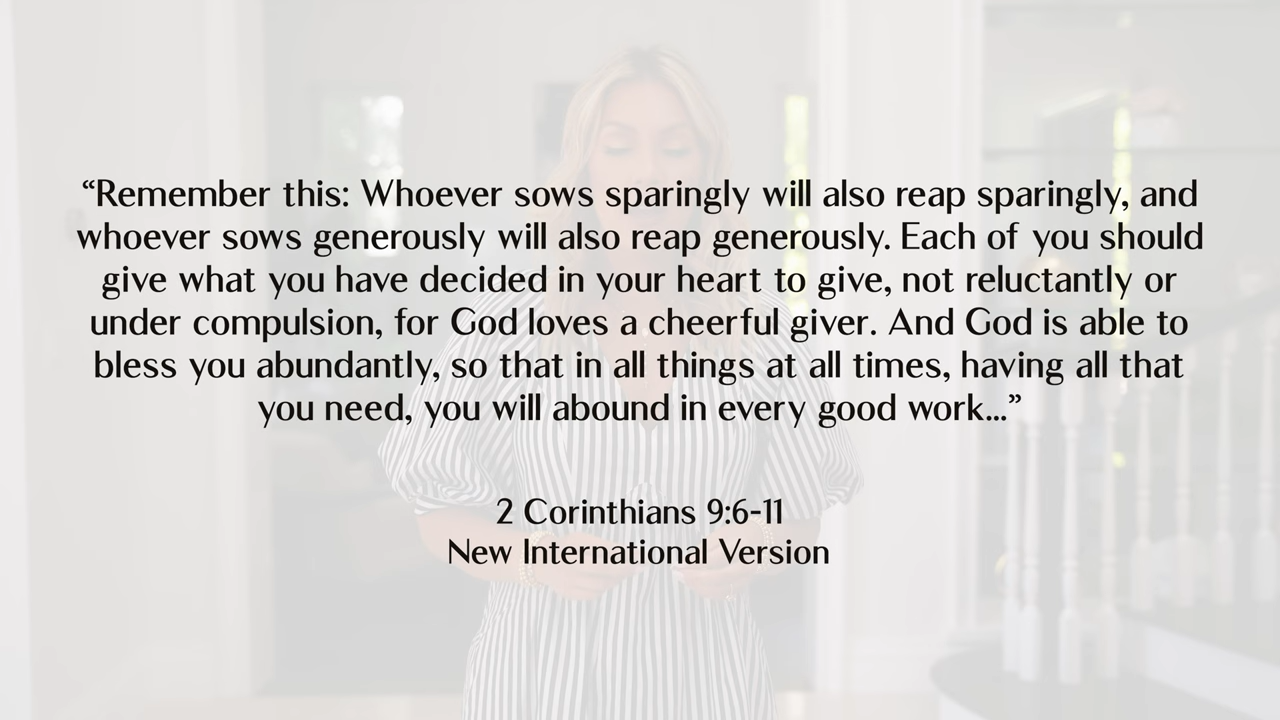 “Remember this: Whoever sows sparingly will also reap sparingly, and
whoever sows generously will also reap generously. Each of you should
give what you have decided in your heart to give, not reluctantly or
under compulsion, for God loves a cheerful giver. And God is able to
bless you abundantly, so that in all things at all times, having all that
you need, you will abound in every good work...”
2 Corinthians 9:6-11
New International Version